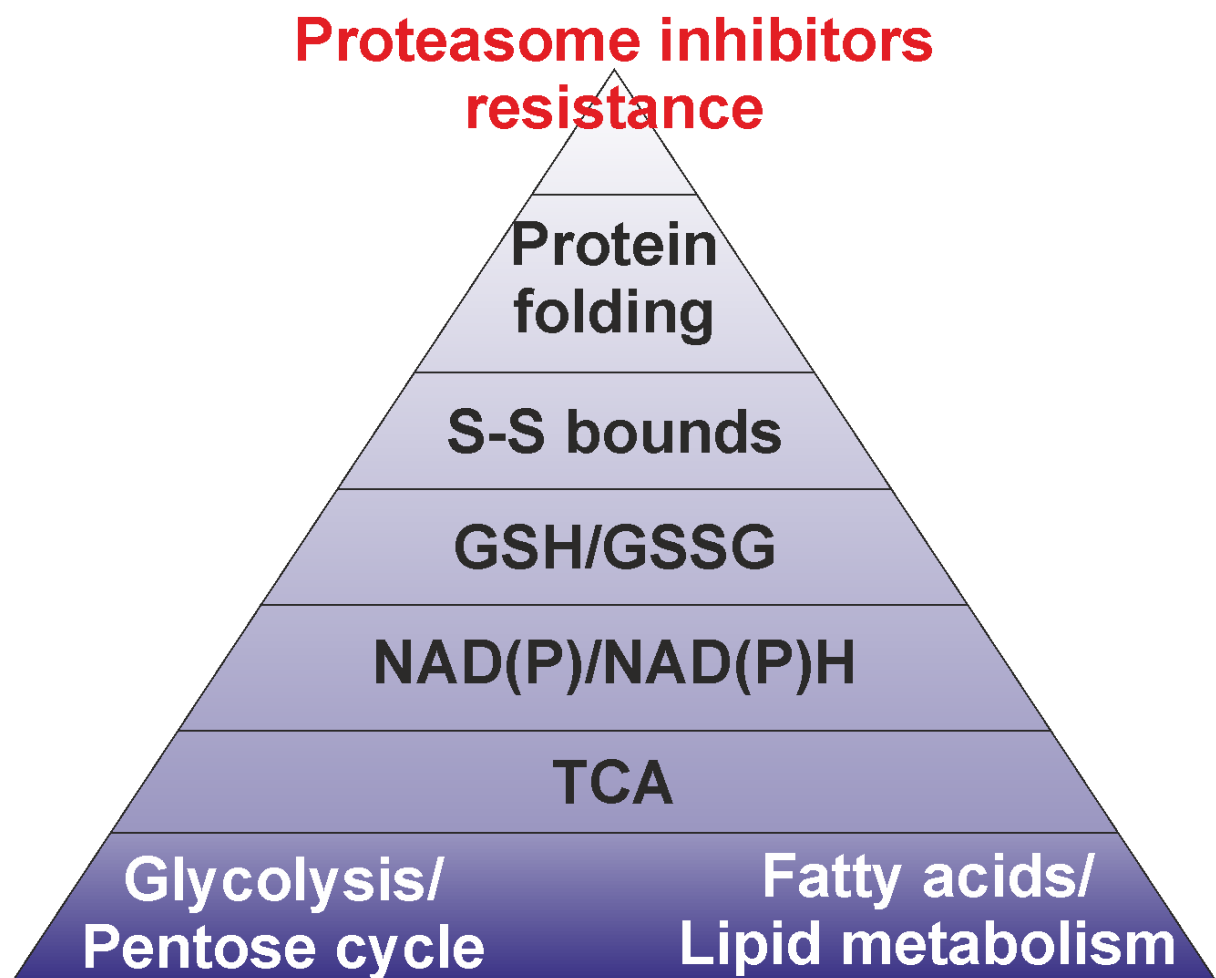 Proteasome inhibitors
resistance
Protein
folding
S-S bounds
GSH/GSSG
NAD(P)/NAD(P)H
TCA
Glycolysis/
Pentose cycle
Fatty acids/
Lipid metabolism